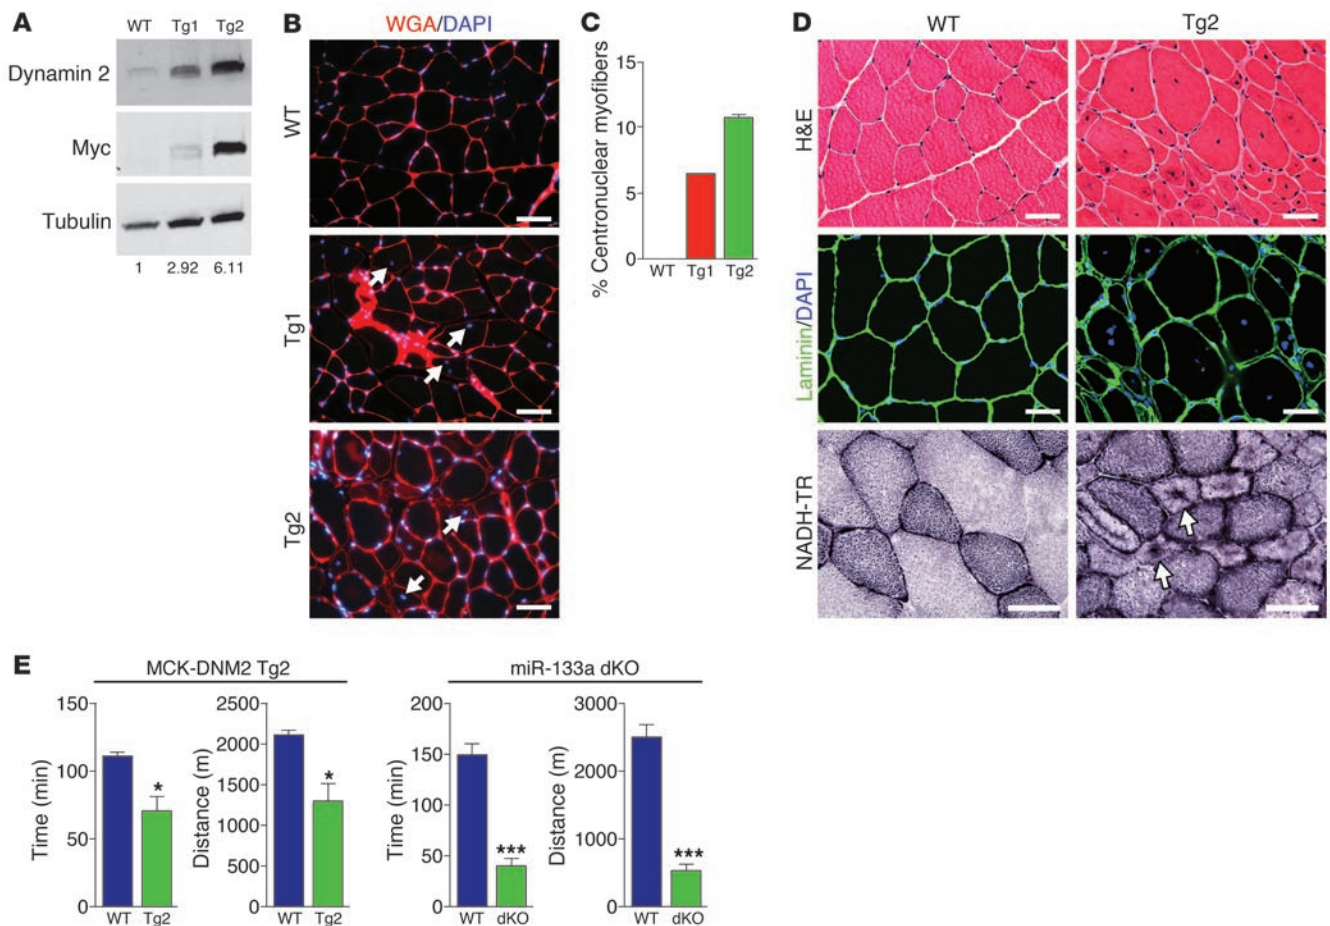 A
WT Tg1 Tg2
Dynamin 2
Myc
Tubulin
1 2.92 6.11
B
WGA/DAPI
WT
Tg1
Tg2
C
% Centronuclear myofibers
15
10
5
0
WT Tg1 Tg2
D
WT Tg2
H&E
Laminin/DAPI
NADH-TR
E
MCK-DNM2 Tg2
Time (min)
150
100
50
0
WT Tg2
*
Distance (m)
2500
2000
1500
1000
500
0
WT Tg2
*
miR-133a dKO
Time (min)
200
150
100
50
0
WT dKO
***
Distance (m)
3000
2000
1000
0
WT dKO
***